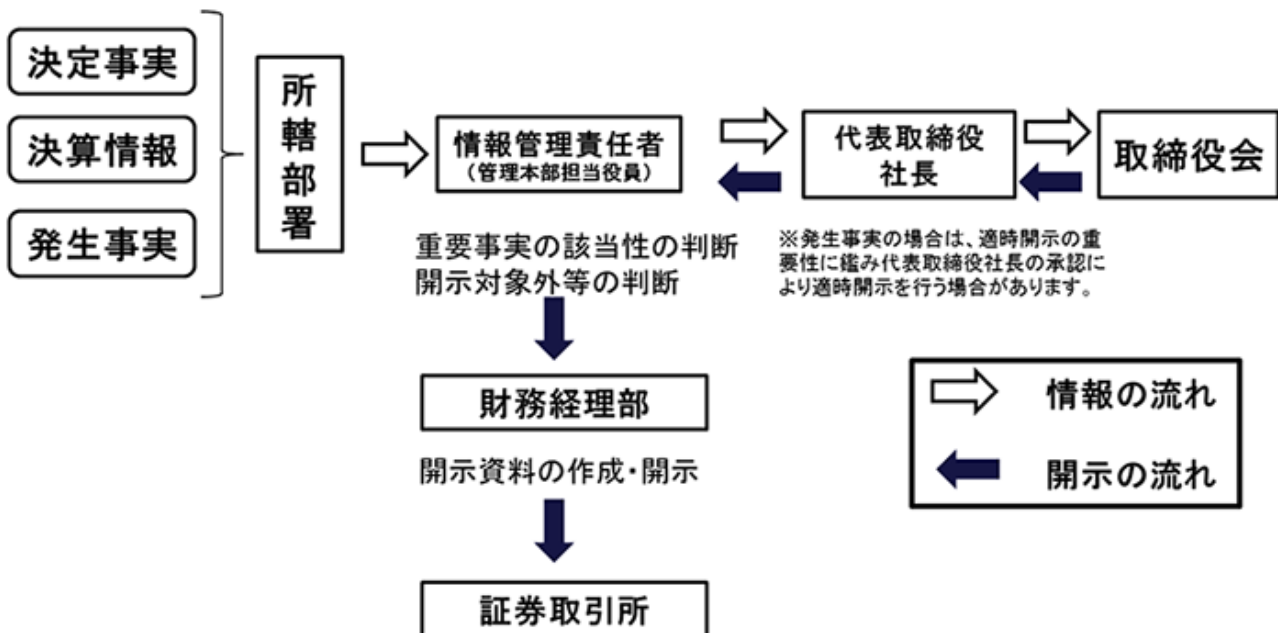 決定事実
決算情報
発生事実
所轄部署
情報管理責任者
（管理本部担当役員）
代表取締役
社長
取締役会
重要事実の該当性の判断
開示対象外等の判断
※発生事実の場合は、適時開示の重
要性に鑑み代表取締役社長の承認に
より適時開示を行う場合があります。
財務経理部
開示資料の作成・開示
証券取引所
情報の流れ
開示の流れ